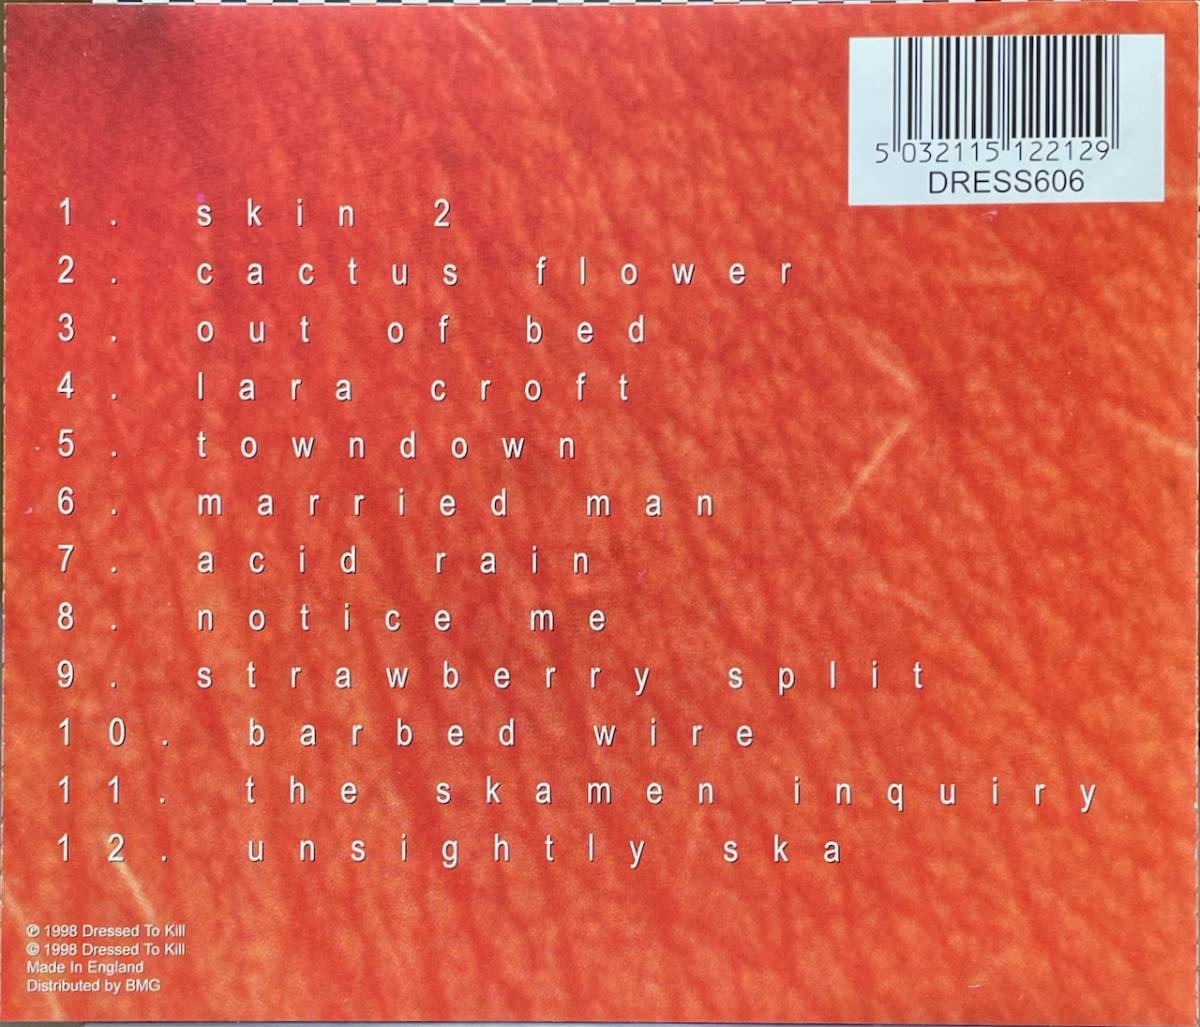 5 032115 122129
DRESS606
1. skin 2
2. cactus flower
3. out of bed
4. lara croft
5. towndown
6. married man
7. acid rain
8. notice me
9. strawberry split
10. barbed wire
11. the skamen inquiry
12. unsightly ska
℗ 1998 Dressed To Kill
© 1998 Dressed To Kill
Made In England
Distributed by BMG